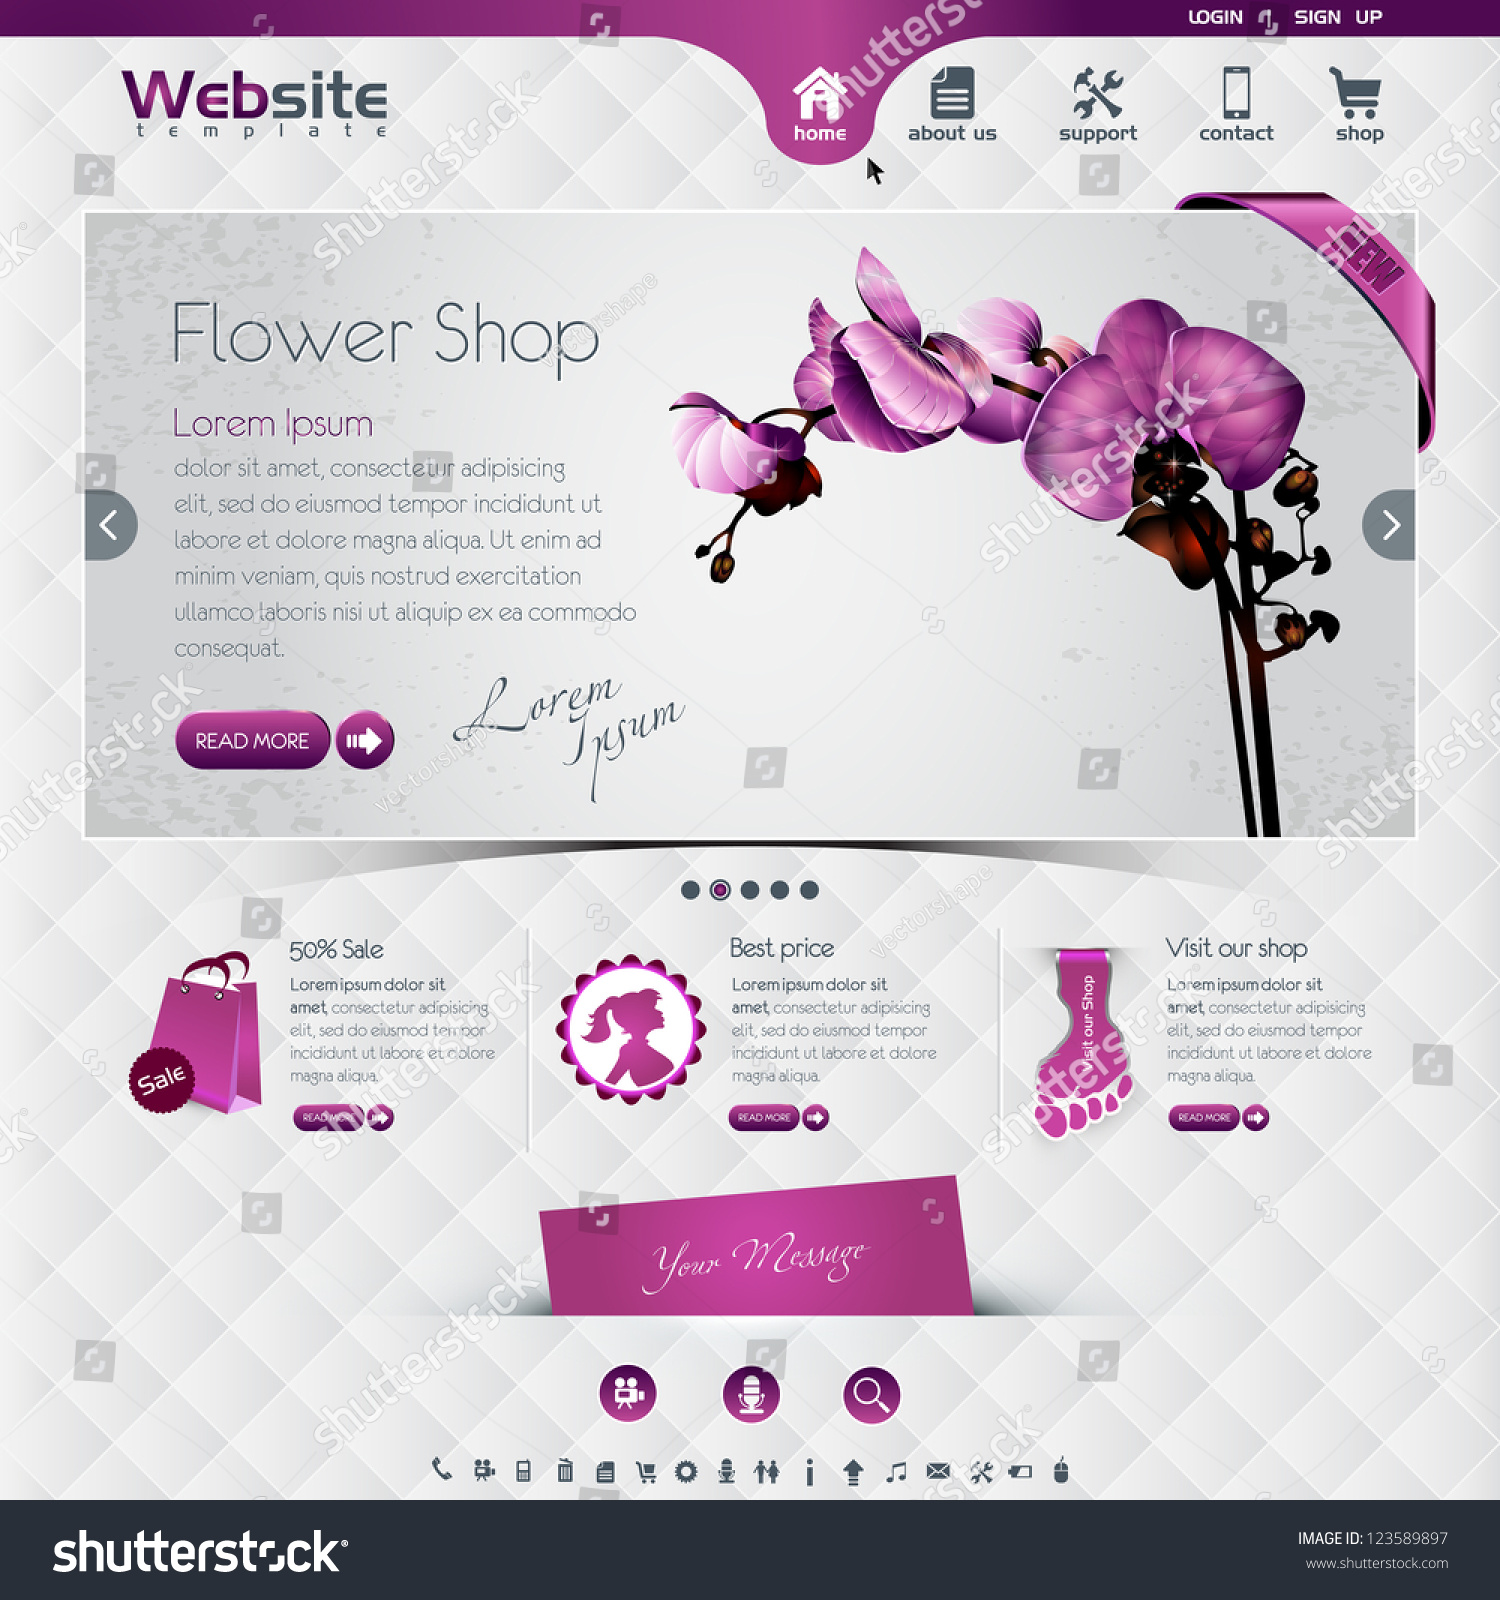 LOGIN SIGN UP
Website
template
home about us support contact shop
NEW
Flower Shop
Lorem Ipsum
dolor sit amet, consectetur adipisicing
elit, sed do eiusmod tempor incididunt ut
labore et dolore magna aliqua. Ut enim ad
minim veniam, quis nostrud exercitation
ullamco laboris nisi ut aliquip ex ea commodo
consequat.
READ MORE
Lorem
Ipsum
50% Sale
Lorem ipsum dolor sit
amet, consectetur adipisicing
elit, sed do eiusmod tempor
incididunt ut labore et dolore
magna aliqua.
READ MORE
Sale
Best price
Lorem ipsum dolor sit
amet, consectetur adipisicing
elit, sed do eiusmod tempor
incididunt ut labore et dolore
magna aliqua.
READ MORE
Visit our Shop
Visit our shop
Lorem ipsum dolor sit
amet, consectetur adipisicing
elit, sed do eiusmod tempor
incididunt ut labore et dolore
magna aliqua.
READ MORE
Your Message
shutterstock
vectorshape
shutterstock
IMAGE ID: 123589897
www.shutterstock.com